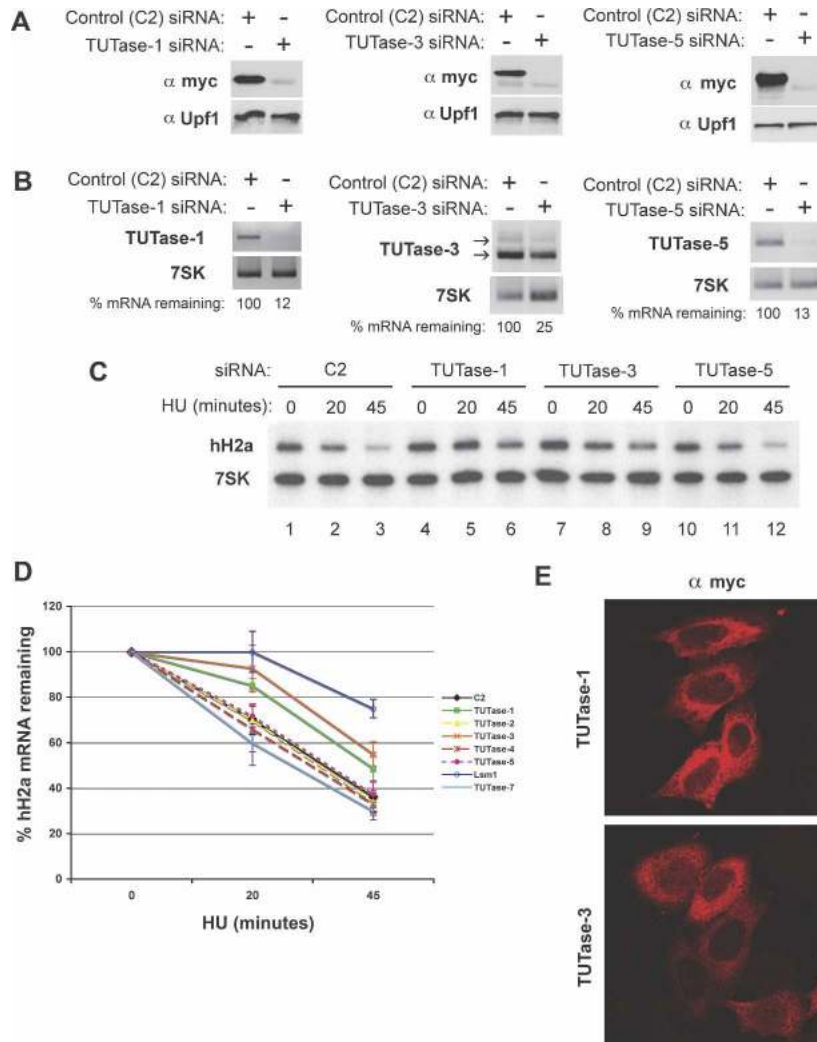 A
Control (C2) siRNA: + −
TUTase-1 siRNA: − +
α myc
α Upf1
Control (C2) siRNA: + −
TUTase-3 siRNA: − +
α myc
α Upf1
Control (C2) siRNA: + −
TUTase-5 siRNA: − +
α myc
α Upf1
B
Control (C2) siRNA: + −
TUTase-1 siRNA: − +
TUTase-1
7SK
% mRNA remaining: 100 12
Control (C2) siRNA: + −
TUTase-3 siRNA: − +
TUTase-3
7SK
% mRNA remaining: 100 25
Control (C2) siRNA: + −
TUTase-5 siRNA: − +
TUTase-5
7SK
% mRNA remaining: 100 13
C
siRNA: C2 TUTase-1 TUTase-3 TUTase-5
HU (minutes): 0 20 45 0 20 45 0 20 45 0 20 45
hH2a
7SK
1 2 3 4 5 6 7 8 9 10 11 12
D
% hH2a mRNA remaining
120
100
80
60
40
20
0
0 20 45
HU (minutes)
C2
TUTase-1
TUTase-2
TUTase-3
TUTase-4
TUTase-5
Lsm1
TUTase-7
E
α myc
TUTase-1
TUTase-3